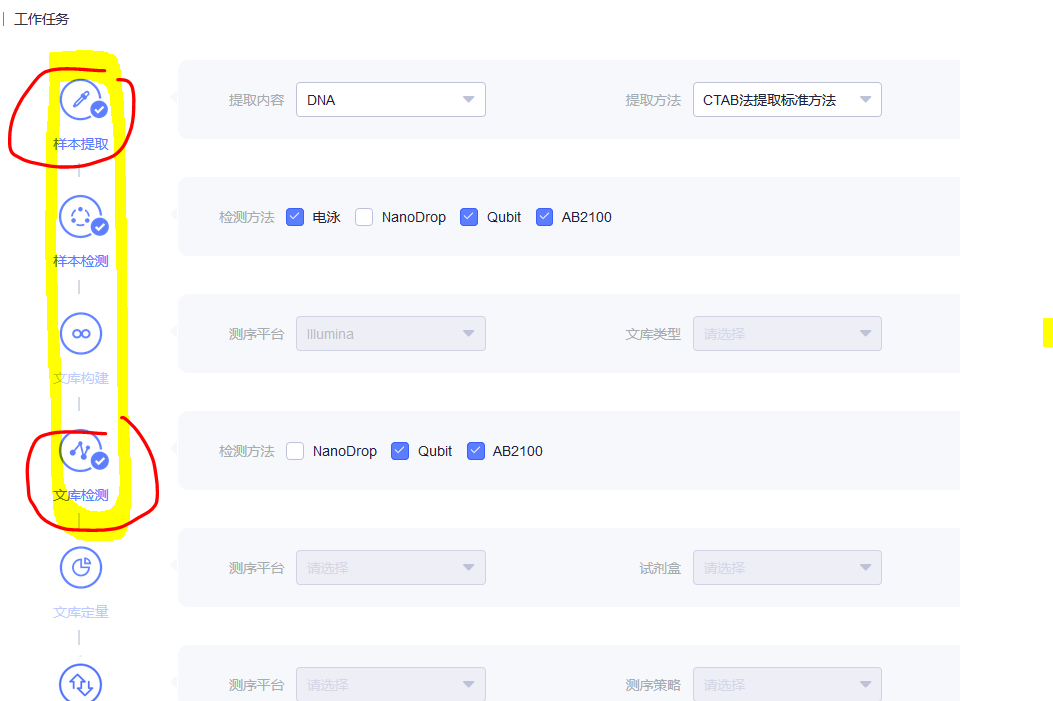 工作任务
提取内容 DNA 提取方法 CTAB法提取标准方法
样本提取
检测方法 电泳 NanoDrop Qubit AB2100
样本检测
测序平台 Illumina 文库类型 请选择
文库构建
检测方法 NanoDrop Qubit AB2100
文库检测
测序平台 请选择 试剂盒 请选择
文库定量
测序平台 请选择 测序策略 请选择